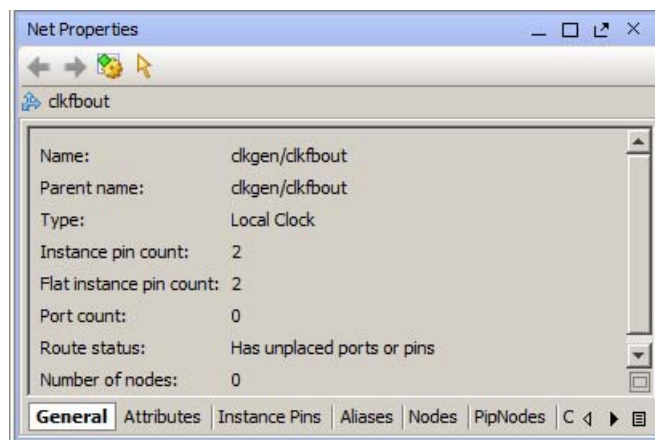 Net Properties
clkfbout
Name: clkgen/clkfbout
Parent name: clkgen/clkfbout
Type: Local Clock
Instance pin count: 2
Flat instance pin count: 2
Port count: 0
Route status: Has unplaced ports or pins
Number of nodes: 0
General Attributes Instance Pins Aliases Nodes PipNodes C